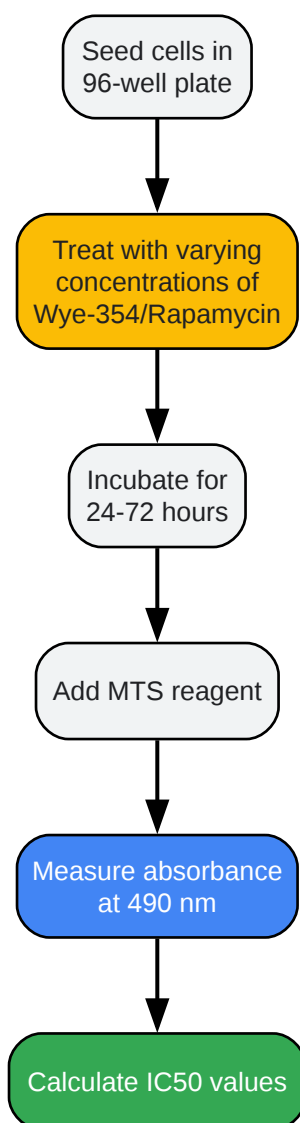 Seed cells in
96-well plate
Treat with varying
concentrations of
Wye-354/Rapamycin
Incubate for
24-72 hours
Add MTS reagent
Measure absorbance
at 490 nm
Calculate IC50 values